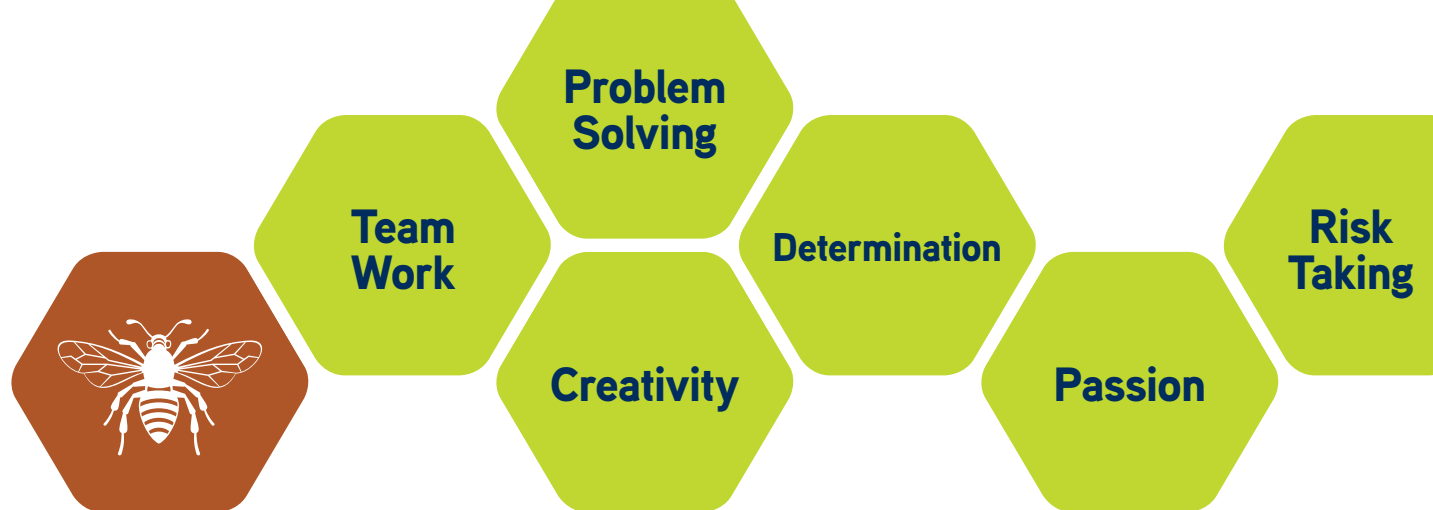 Team
Work
Problem
Solving
Creativity
Determination
Passion
Risk
Taking